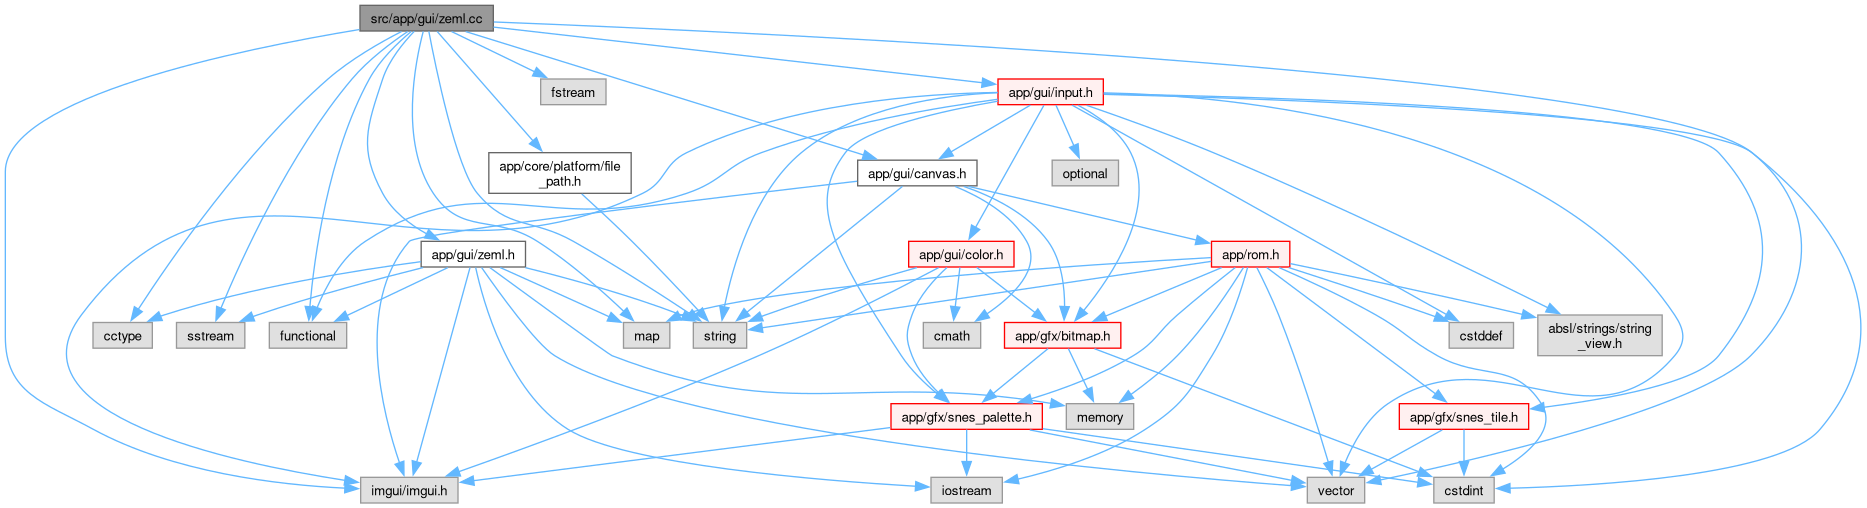 src/app/gui/zeml.cc
fstream
app/gui/input.h
app/core/platform/file
_path.h
app/gui/canvas.h
optional
app/gui/zeml.h
app/gui/color.h
app/rom.h
cctype
sstream
functional
map
string
cmath
app/gfx/bitmap.h
cstddef
absl/strings/string
_view.h
app/gfx/snes_palette.h
memory
app/gfx/snes_tile.h
imgui/imgui.h
iostream
vector
cstdint